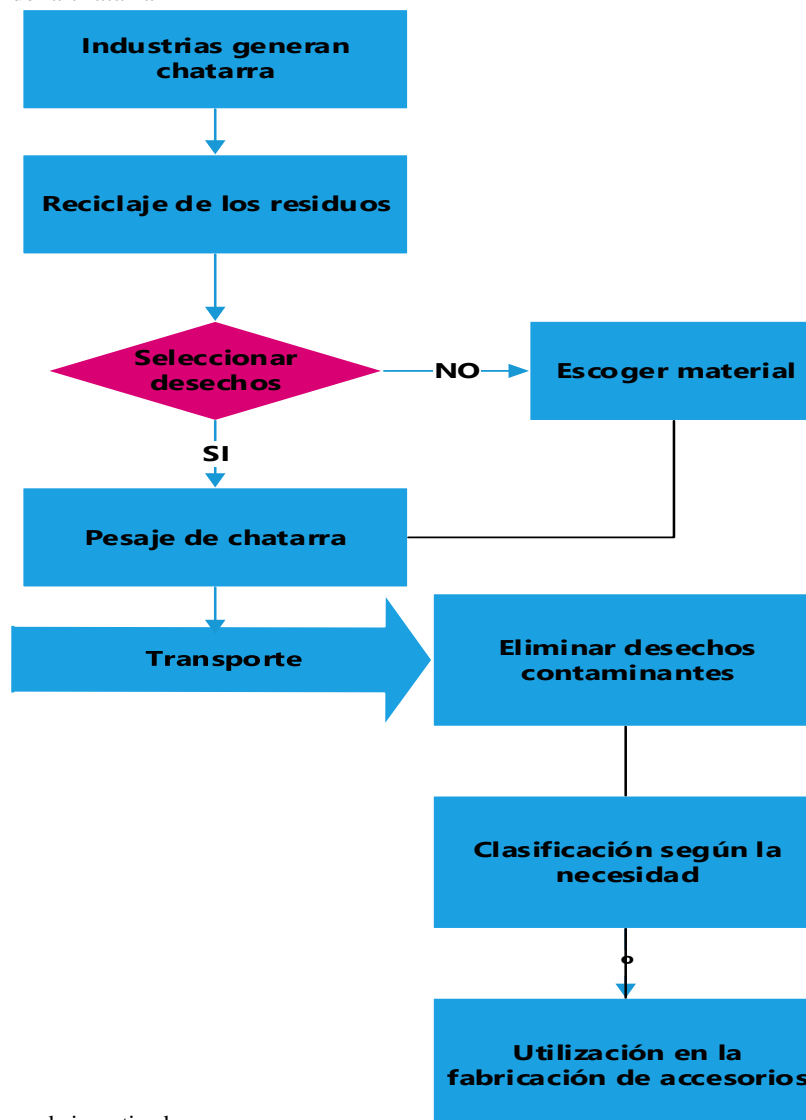 Industrias generan
chatarra
Reciclaje de los residuos
Seleccionar
desechos
NO
Escoger material
SI
Pesaje de chatarra
Transporte
Eliminar desechos
contaminantes
Clasificación según la
necesidad
o
Utilización en la
fabricación de accesorios